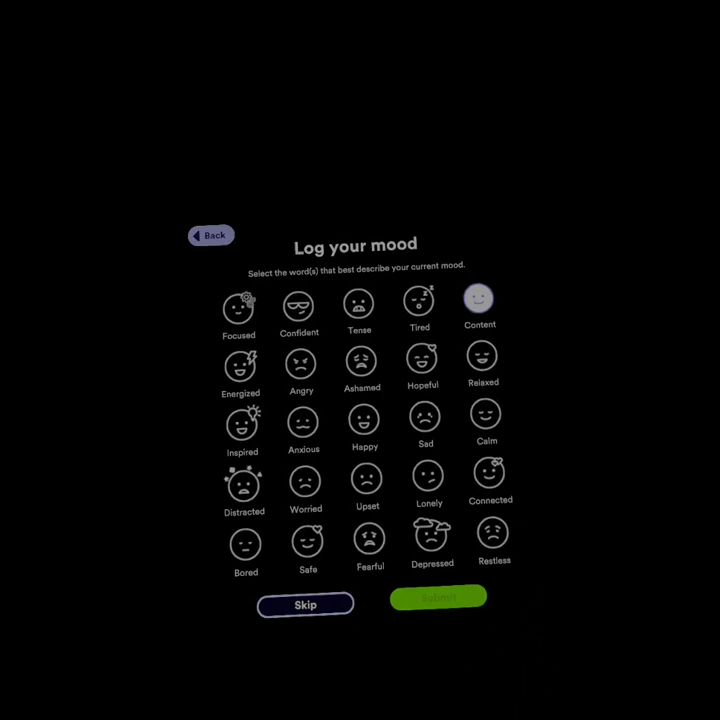 Back
Log your mood
Select the word(s) that best describe your current mood.
Focused Confident Tense Tired Content
Energized Angry Ashamed Hopeful Relaxed
Inspired Anxious Happy Sad Calm
Distracted Worried Upset Lonely Connected
Bored Safe Fearful Depressed Restless
Skip Submit